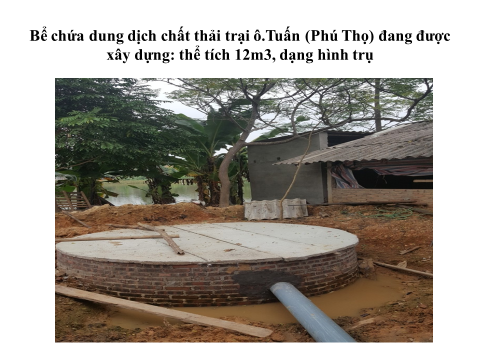 Bể chứa dung dịch chất thải trại ô.Tuấn (Phú Thọ) đang được
xây dựng: thể tích 12m3, dạng hình trụ